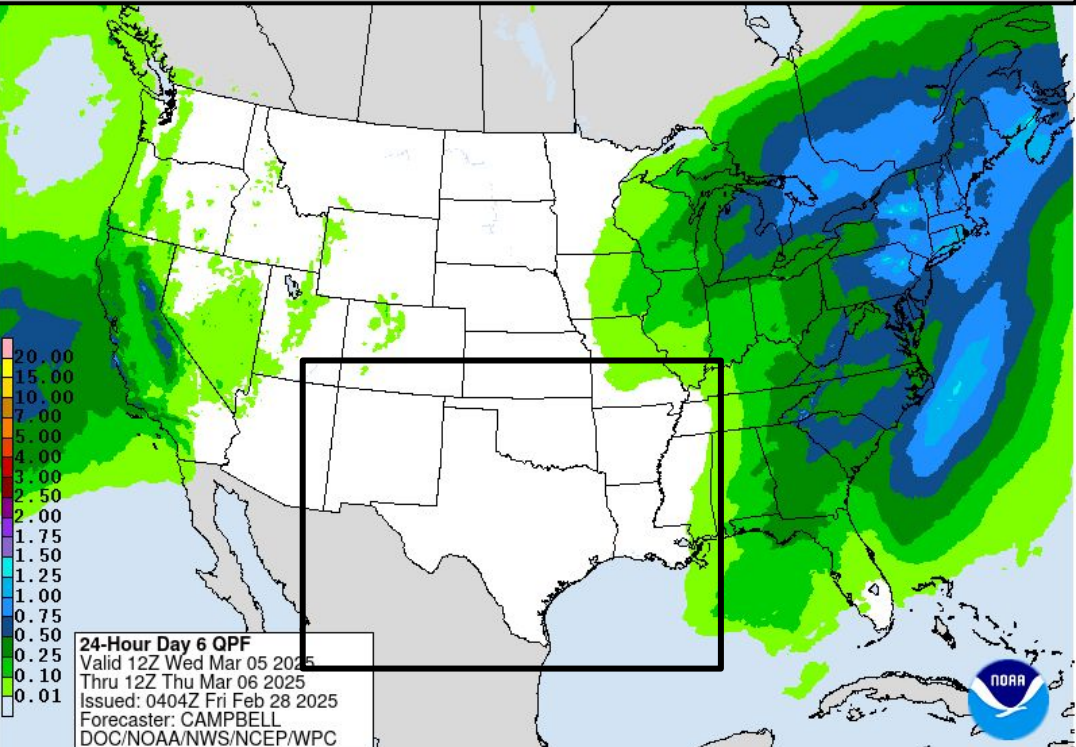 20.00
15.00
10.00
7.00
5.00
4.00
3.00
2.50
2.00
1.75
1.50
1.25
1.00
0.75
0.50
0.25
0.10
0.01
24-Hour Day 6 QPF
Valid 12Z Wed Mar 05 2025
Thru 12Z Thu Mar 06 2025
Issued: 0404Z Fri Feb 28 2025
Forecaster: CAMPBELL
DOC/NOAA/NWS/NCEP/WPC
NOAA